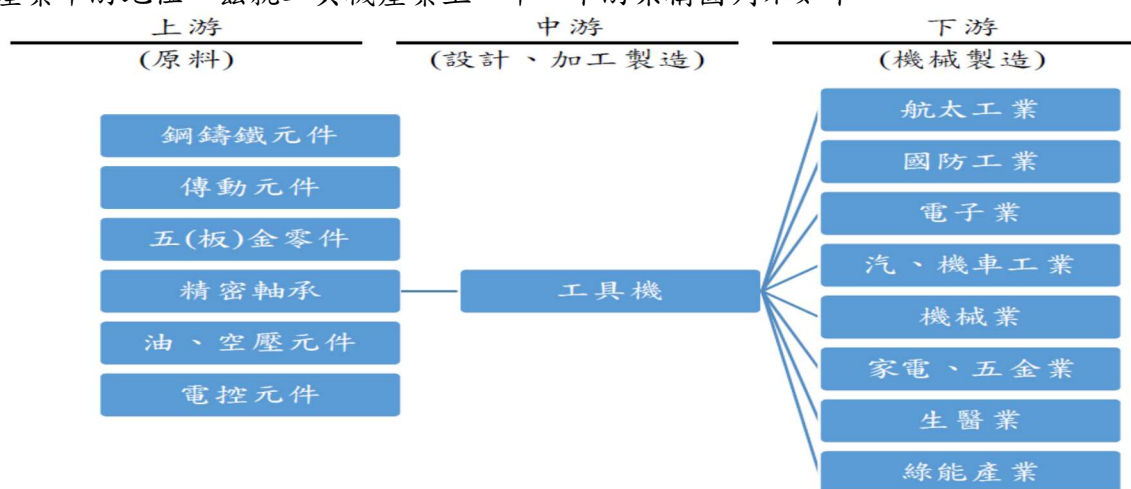 上游
中游
下游
(原料)
(設計、加工製造)
(機械製造)
鋼鑄鐵元件
傳動元件
五(板)金零件
精密軸承
油、空壓元件
電控元件
工具機
航太工業
國防工業
電子業
汽、機車工業
機械業
家電、五金業
生醫業
綠能產業